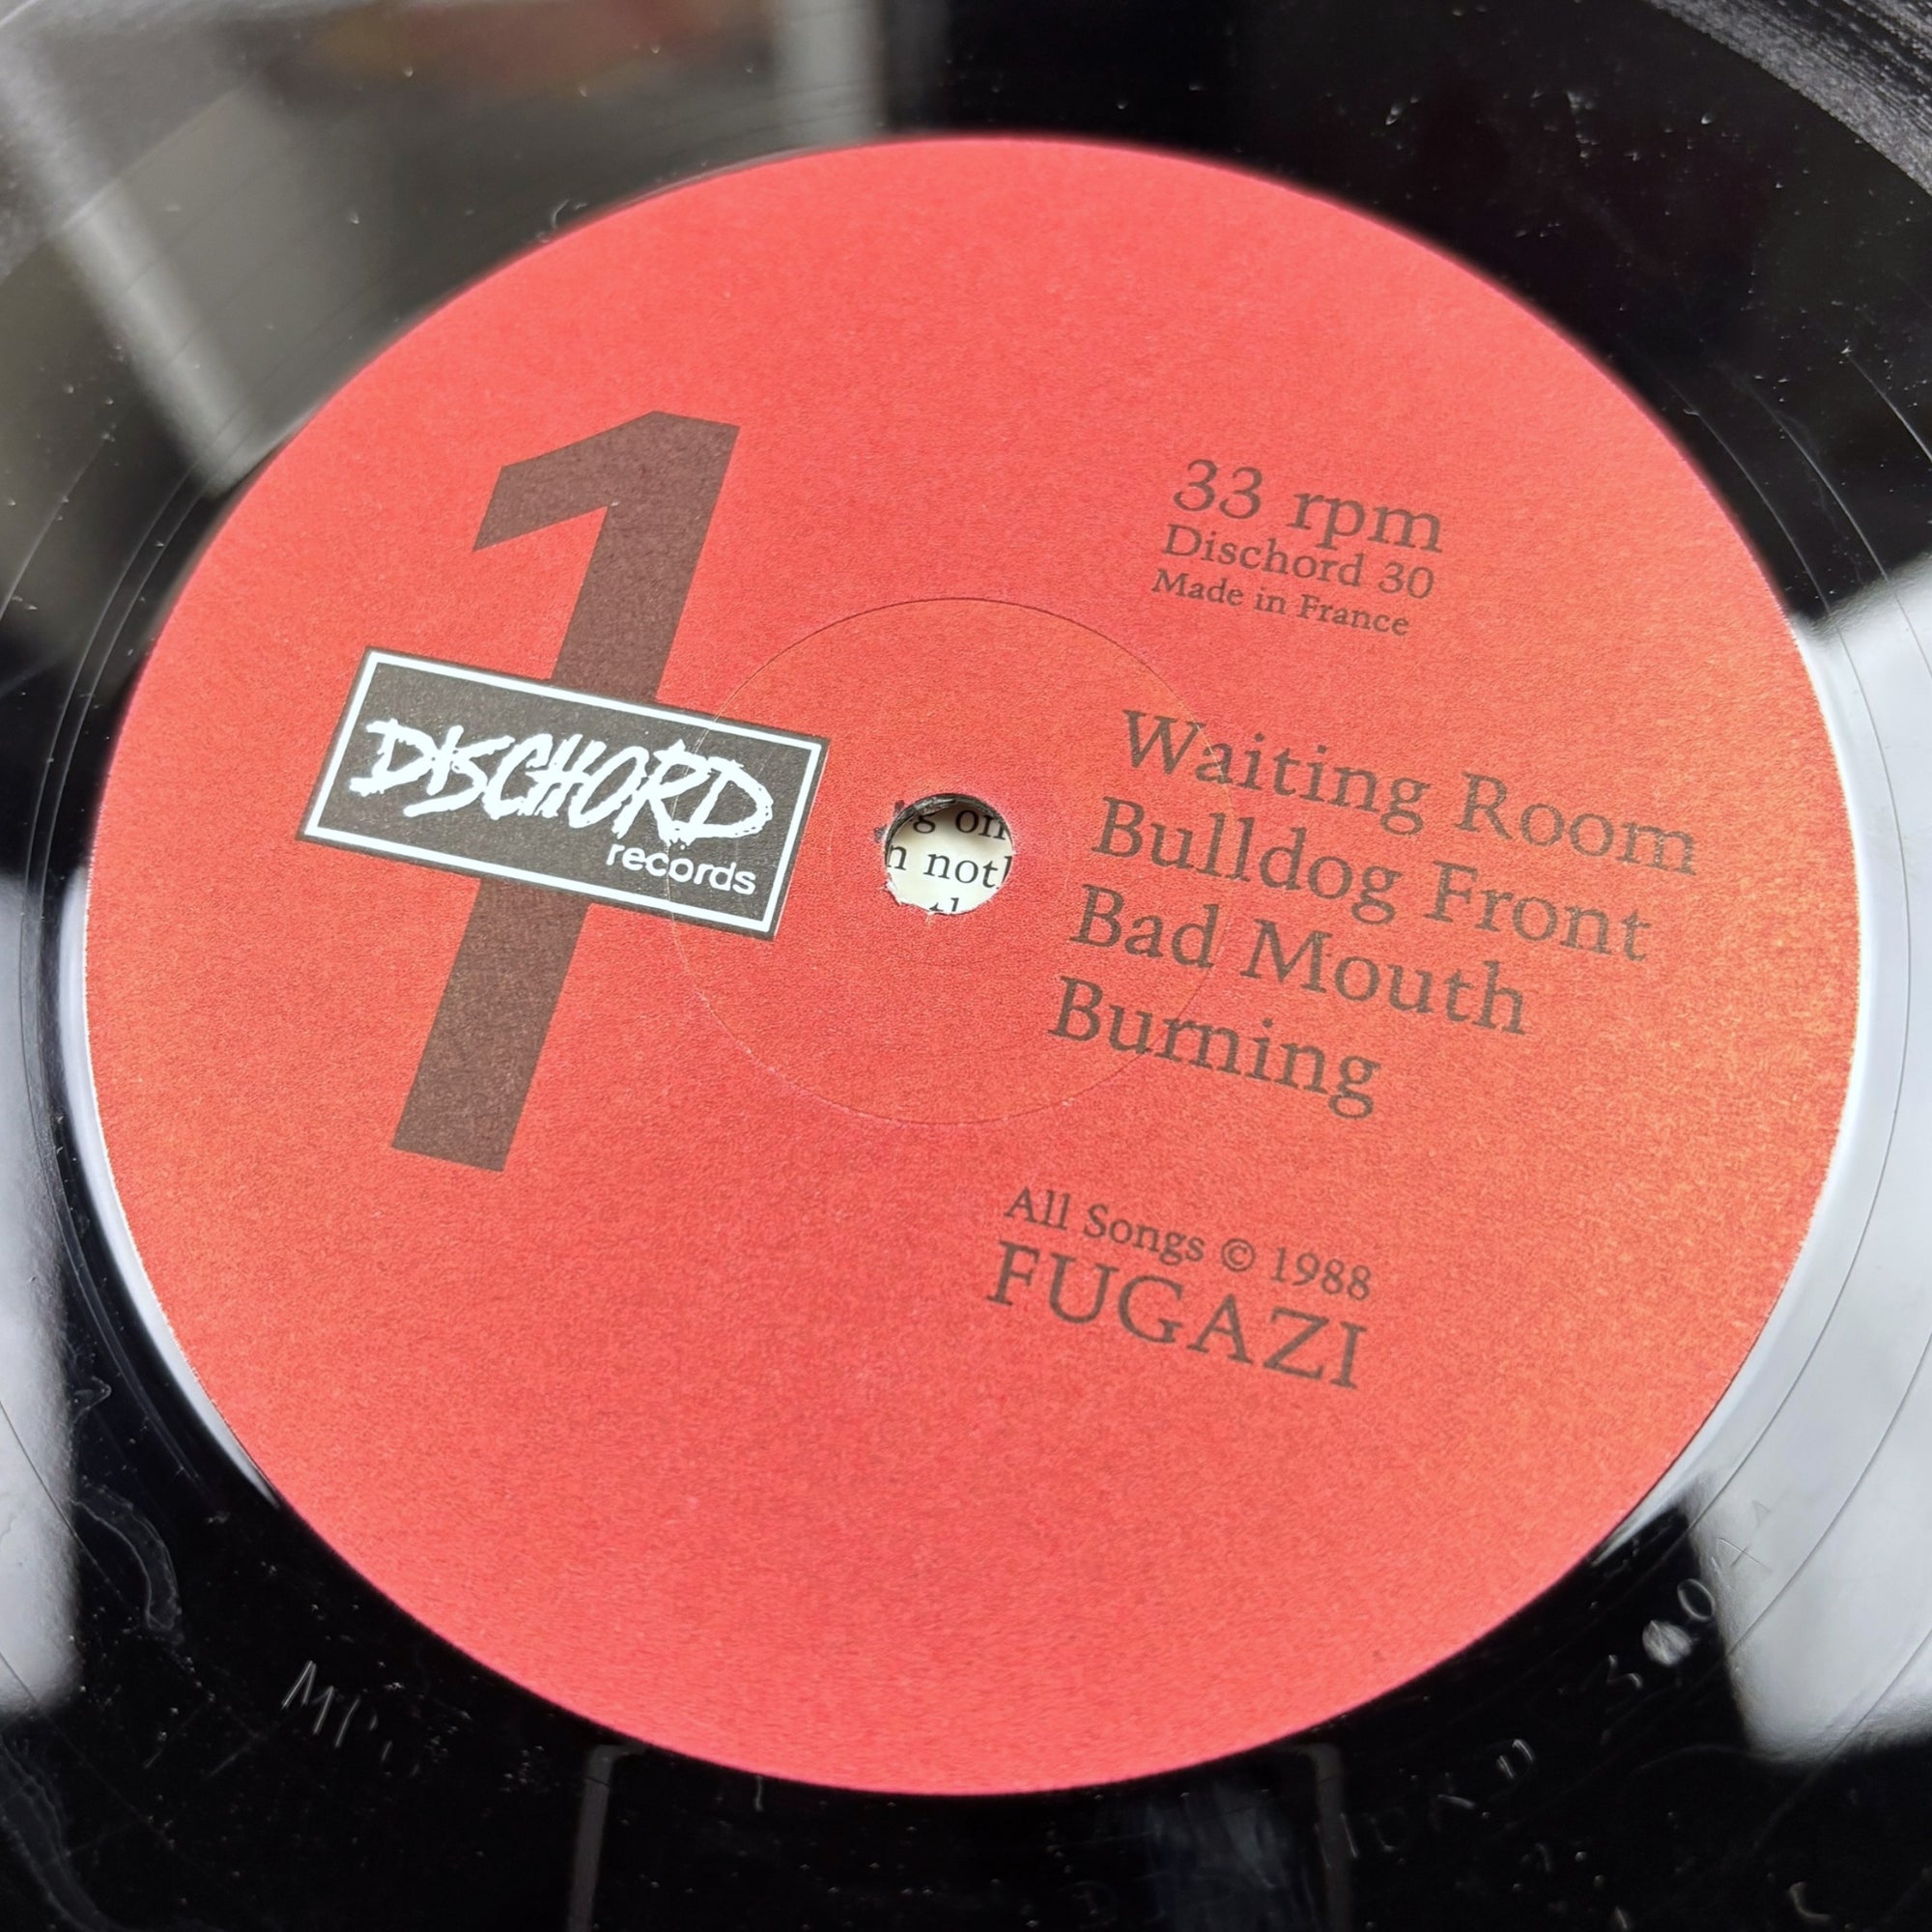 1
DISCHORD
records
33 rpm
Dischord 30
Made in France
Waiting Room
Bulldog Front
Bad Mouth
Burning
All Songs © 1988
FUGAZI
g on